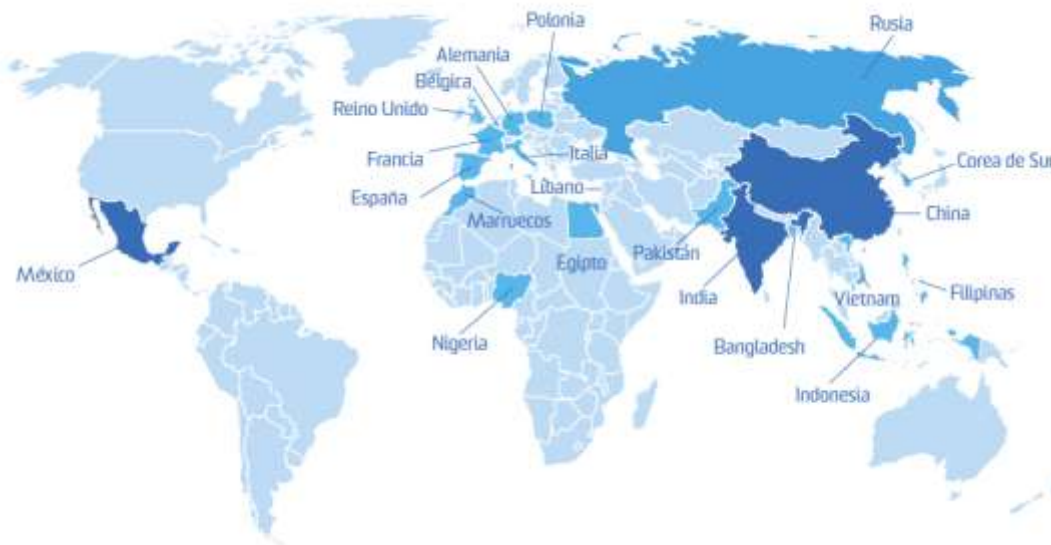 Polonia
Rusia
Alemania
Bélgica
Reino Unido
Francia
Italia
Corea de Sur
España
Líbano
Marruecos
China
Pakistán
Egipto
México
India
Vietnam
Filipinas
Nigeria
Bangladesh
Indonesia